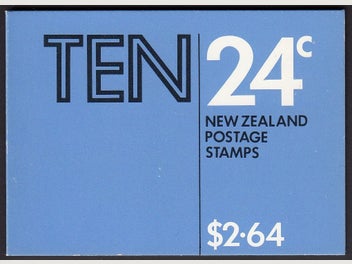 TEN 24c
NEW ZEALAND
POSTAGE
STAMPS
$2·64